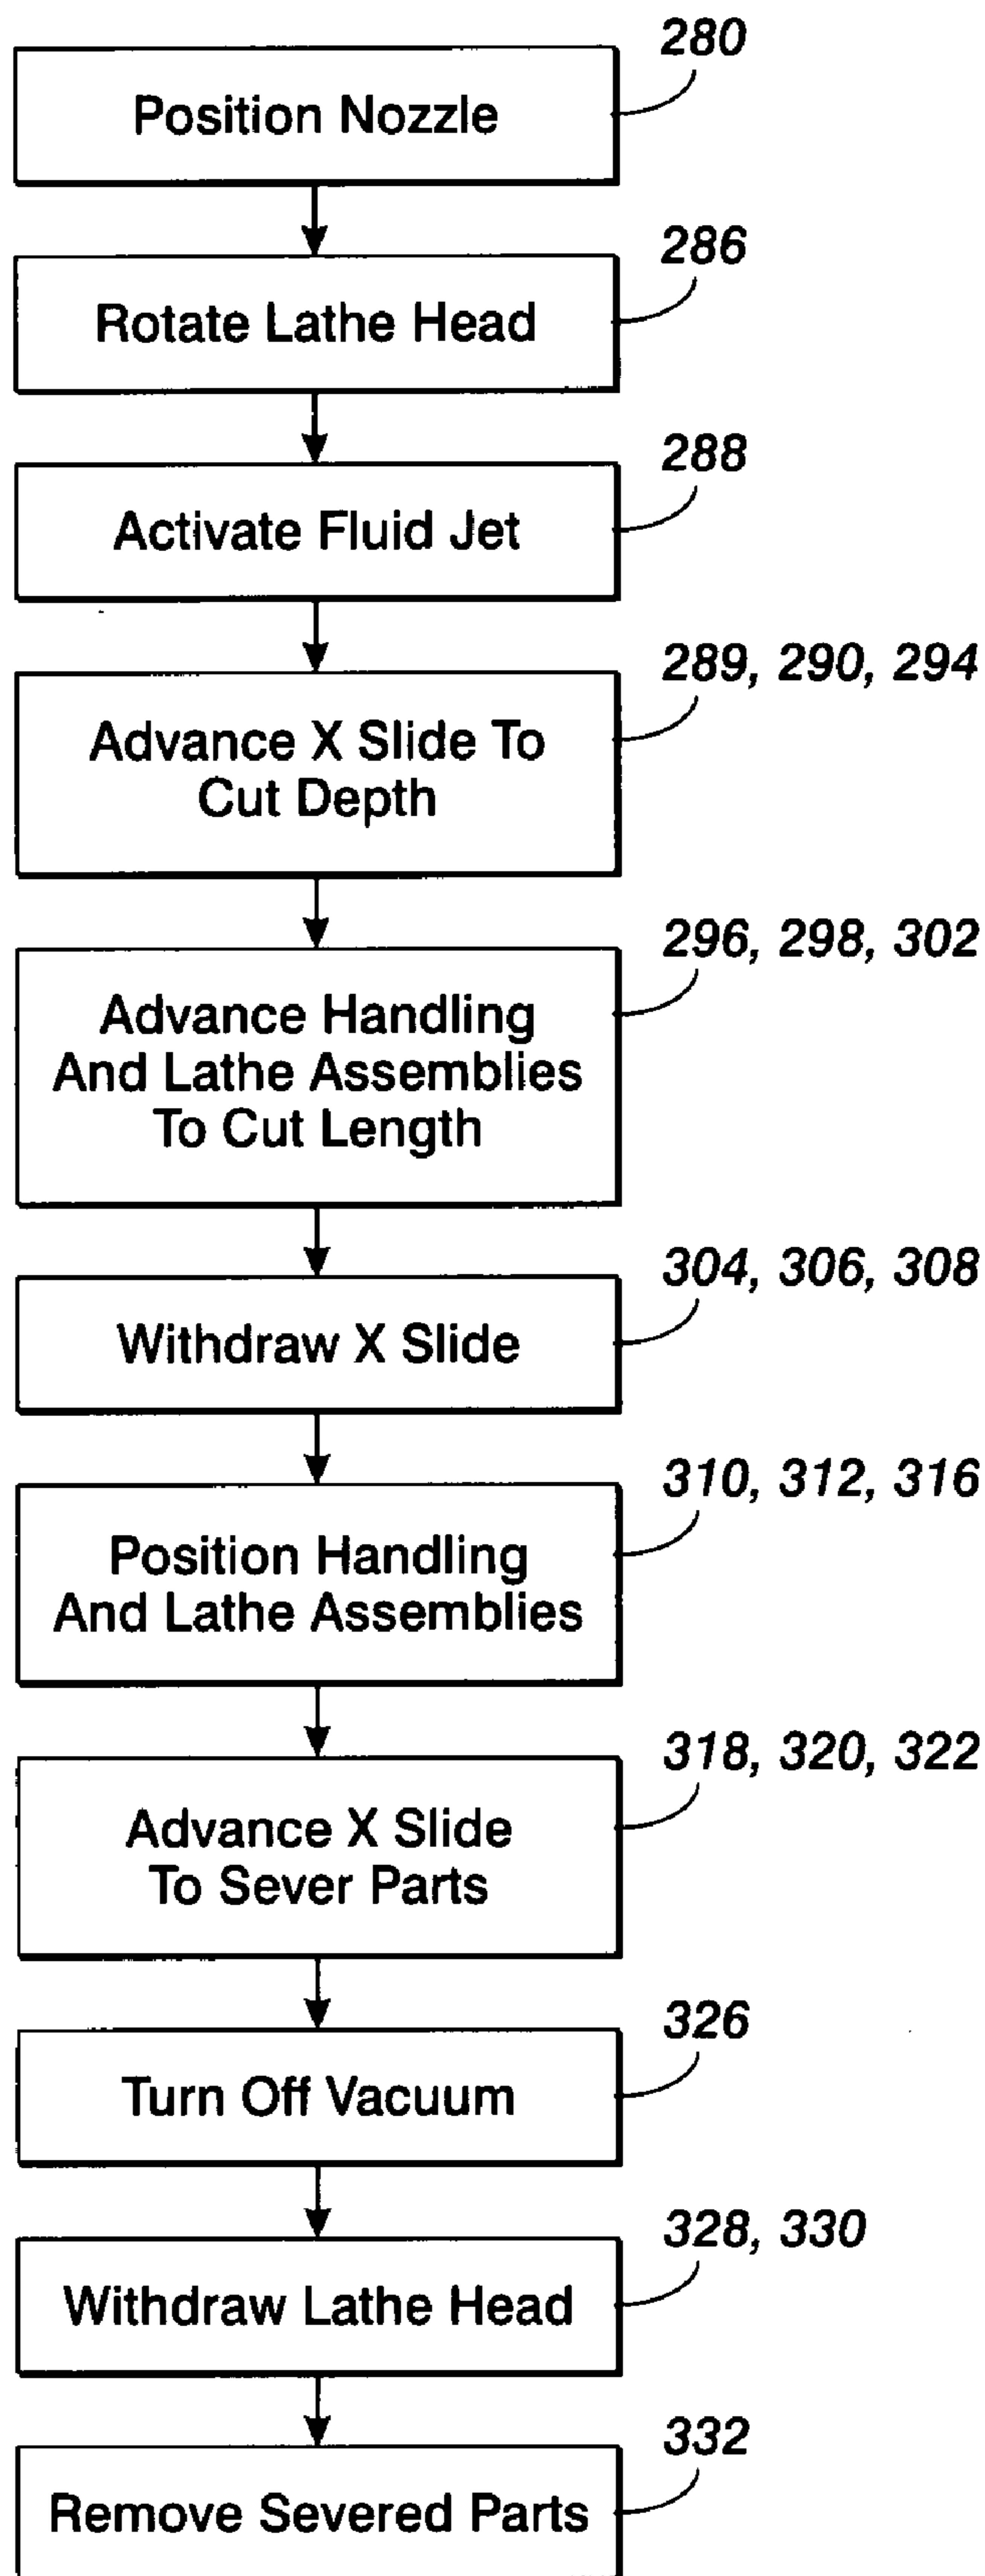 280
Position Nozzle
286
Rotate Lathe Head
288
Activate Fluid Jet
289, 290, 294
Advance X Slide To
Cut Depth
296, 298, 302
Advance Handling
And Lathe Assemblies
To Cut Length
304, 306, 308
Withdraw X Slide
310, 312, 316
Position Handling
And Lathe Assemblies
318, 320, 322
Advance X Slide
To Sever Parts
326
Turn Off Vacuum
328, 330
Withdraw Lathe Head
332
Remove Severed Parts